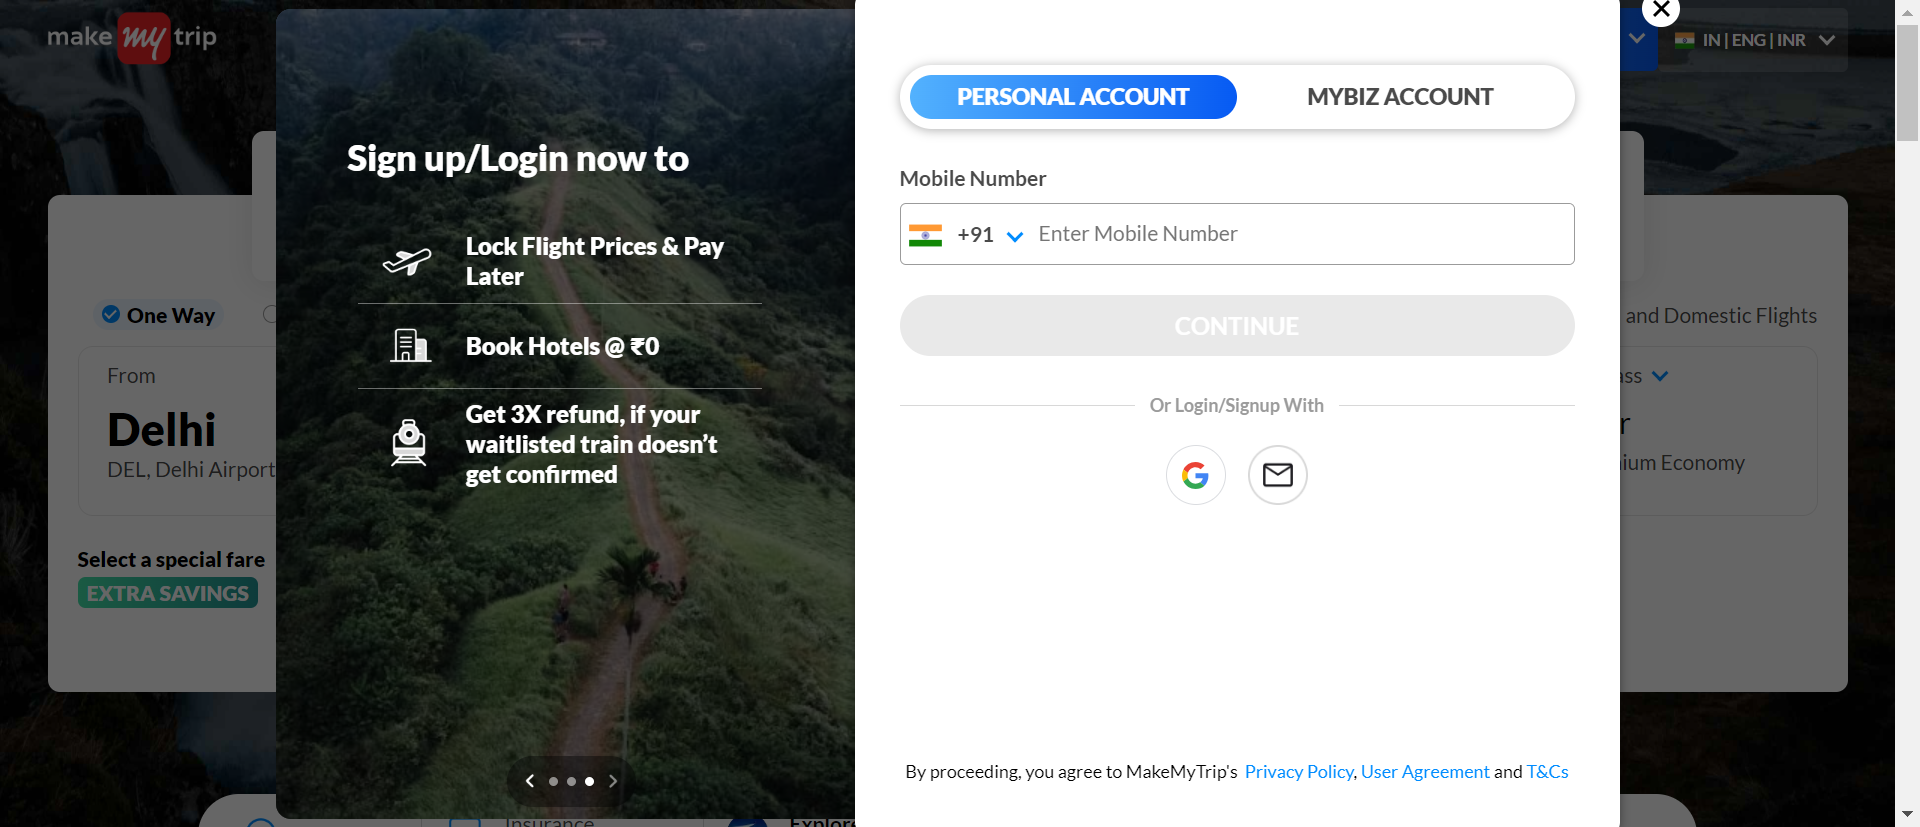 make my trip
IN | ENG | INR
Sign up/Login now to
Lock Flight Prices & Pay
Later
Book Hotels @ ₹0
Get 3X refund, if your
waitlisted train doesn’t
get confirmed
PERSONAL ACCOUNT
MYBIZ ACCOUNT
Mobile Number
+91
Enter Mobile Number
CONTINUE
Or Login/Signup With
By proceeding, you agree to MakeMyTrip's Privacy Policy, User Agreement and T&Cs
One Way
From
Delhi
DEL, Delhi Airport
Select a special fare
EXTRA SAVINGS
and Domestic Flights
Economy
Insurance
Explore